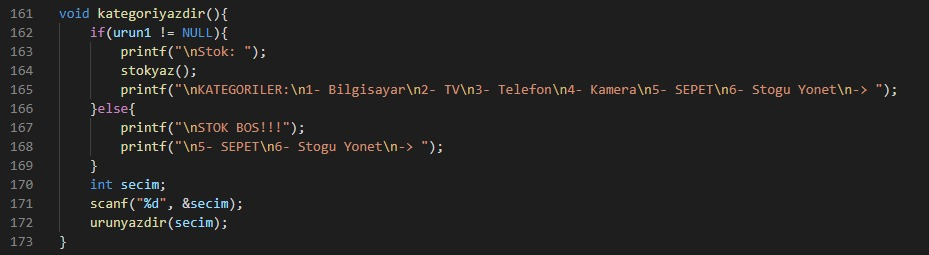 161 void kategoriyazdir(){
162     if(urun1 != NULL){
163         printf("\nStok: ");
164         stokyaz();
165         printf("\nKATEGORILER:\n1- Bilgisayar\n2- TV\n3- Telefon\n4- Kamera\n5- SEPET\n6- Stogu Yonet\n-> ");
166     }else{
167         printf("\nSTOK BOS!!!");
168         printf("\n5- SEPET\n6- Stogu Yonet\n-> ");
169     }
170     int secim;
171     scanf("%d", &secim);
172     urunyazdir(secim);
173 }